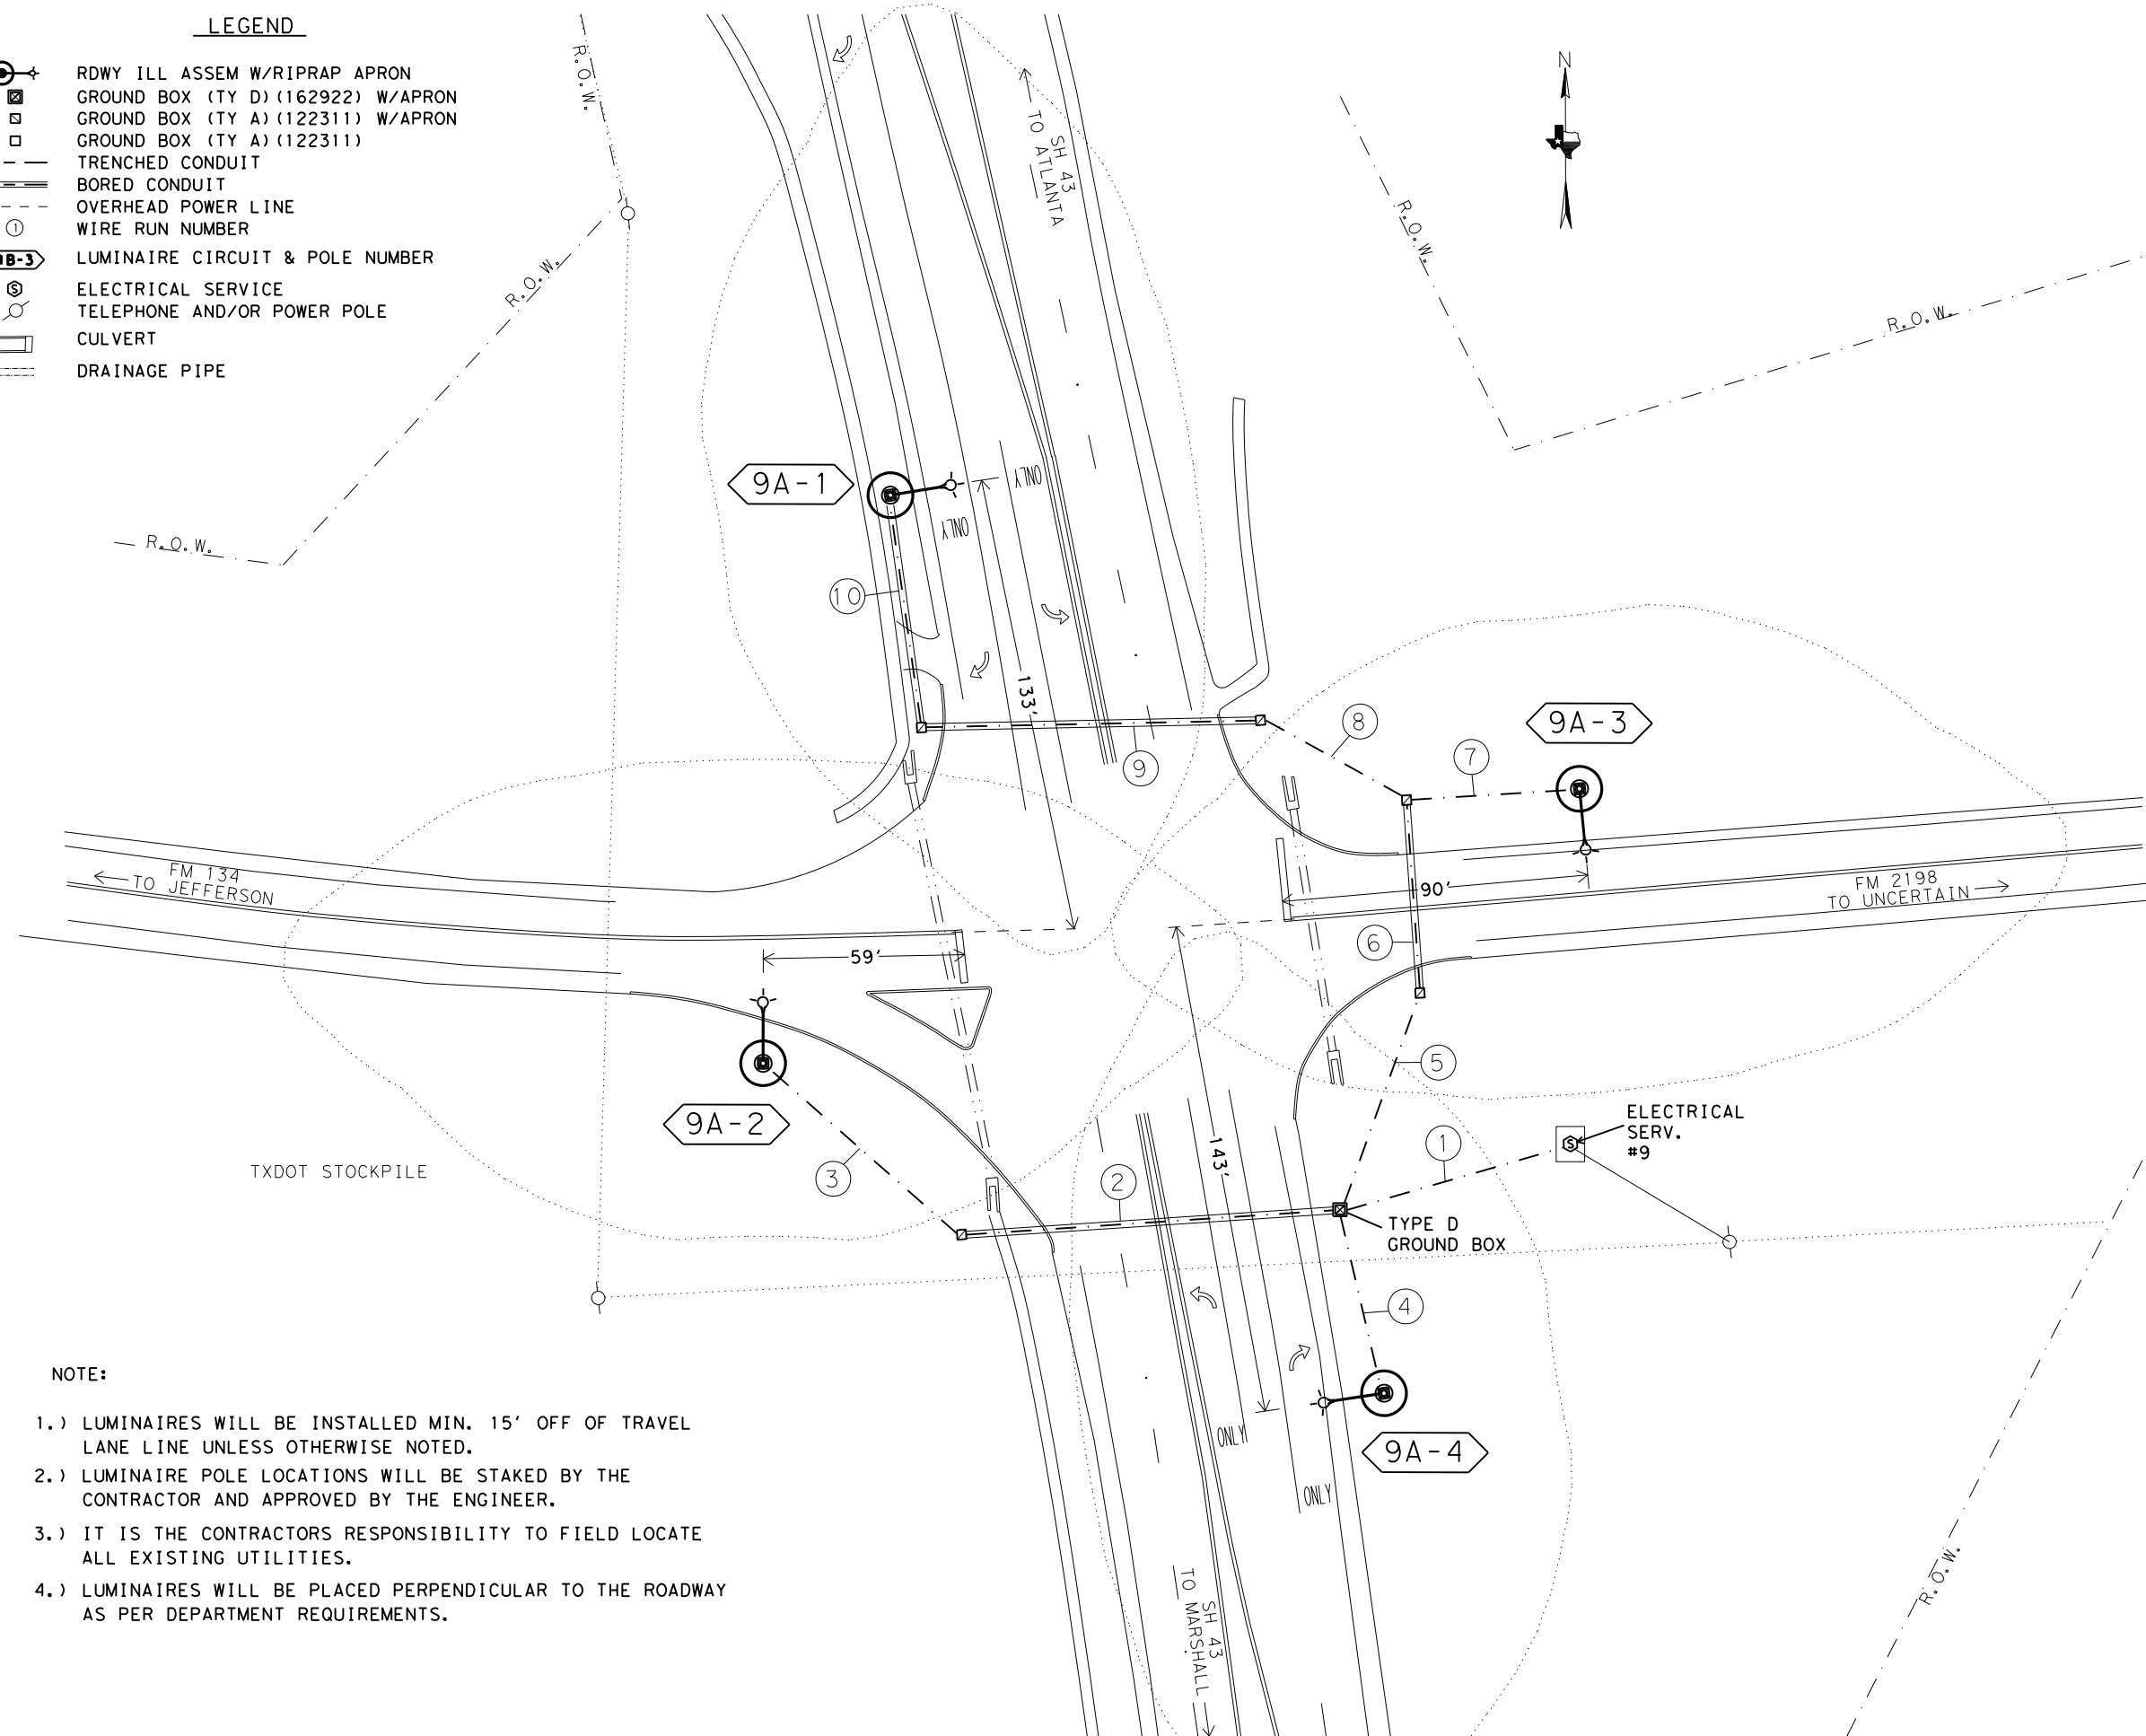 LEGEND
RDWY ILL ASSEM W/RIPRAP APRON
GROUND BOX (TY D)(162922) W/APRON
GROUND BOX (TY A)(122311) W/APRON
GROUND BOX (TY A)(122311)
TRENCHED CONDUIT
BORED CONDUIT
OVERHEAD POWER LINE
1
WIRE RUN NUMBER
B-3
LUMINAIRE CIRCUIT & POLE NUMBER
S
ELECTRICAL SERVICE
TELEPHONE AND/OR POWER POLE
CULVERT
DRAINAGE PIPE
R.O.W.
R.O.W.
R.O.W.
SH 43
TO ATLANTA
N
R.O.W.
R.O.W.
9A-1
ONLY
ONLY
10
133'
9
8
7
9A-3
90'
6
FM 134
TO JEFFERSON
FM 2198
TO UNCERTAIN
59'
5
9A-2
3
2
143'
1
S
ELECTRICAL
SERV.
#9
TXDOT STOCKPILE
TYPE D
GROUND BOX
4
ONLY
ONLY
9A-4
SH 43
TO MARSHALL
R.O.W.
NOTE:
1.) LUMINAIRES WILL BE INSTALLED MIN. 15' OFF OF TRAVEL
LANE LINE UNLESS OTHERWISE NOTED.
2.) LUMINAIRE POLE LOCATIONS WILL BE STAKED BY THE
CONTRACTOR AND APPROVED BY THE ENGINEER.
3.) IT IS THE CONTRACTORS RESPONSIBILITY TO FIELD LOCATE
ALL EXISTING UTILITIES.
4.) LUMINAIRES WILL BE PLACED PERPENDICULAR TO THE ROADWAY
AS PER DEPARTMENT REQUIREMENTS.